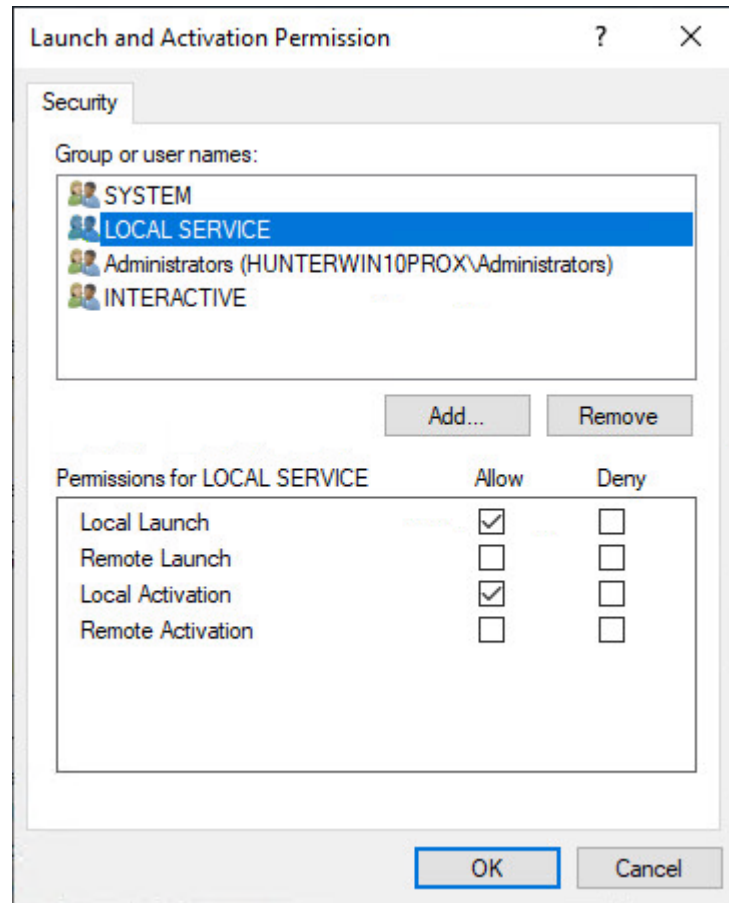 Launch and Activation Permission ? ×
Security
Group or user names:
SYSTEM
LOCAL SERVICE
Administrators (HUNTERWIN10PROX\Administrators)
INTERACTIVE
Add... Remove
Permissions for LOCAL SERVICE Allow Deny
Local Launch
Remote Launch
Local Activation
Remote Activation
OK Cancel